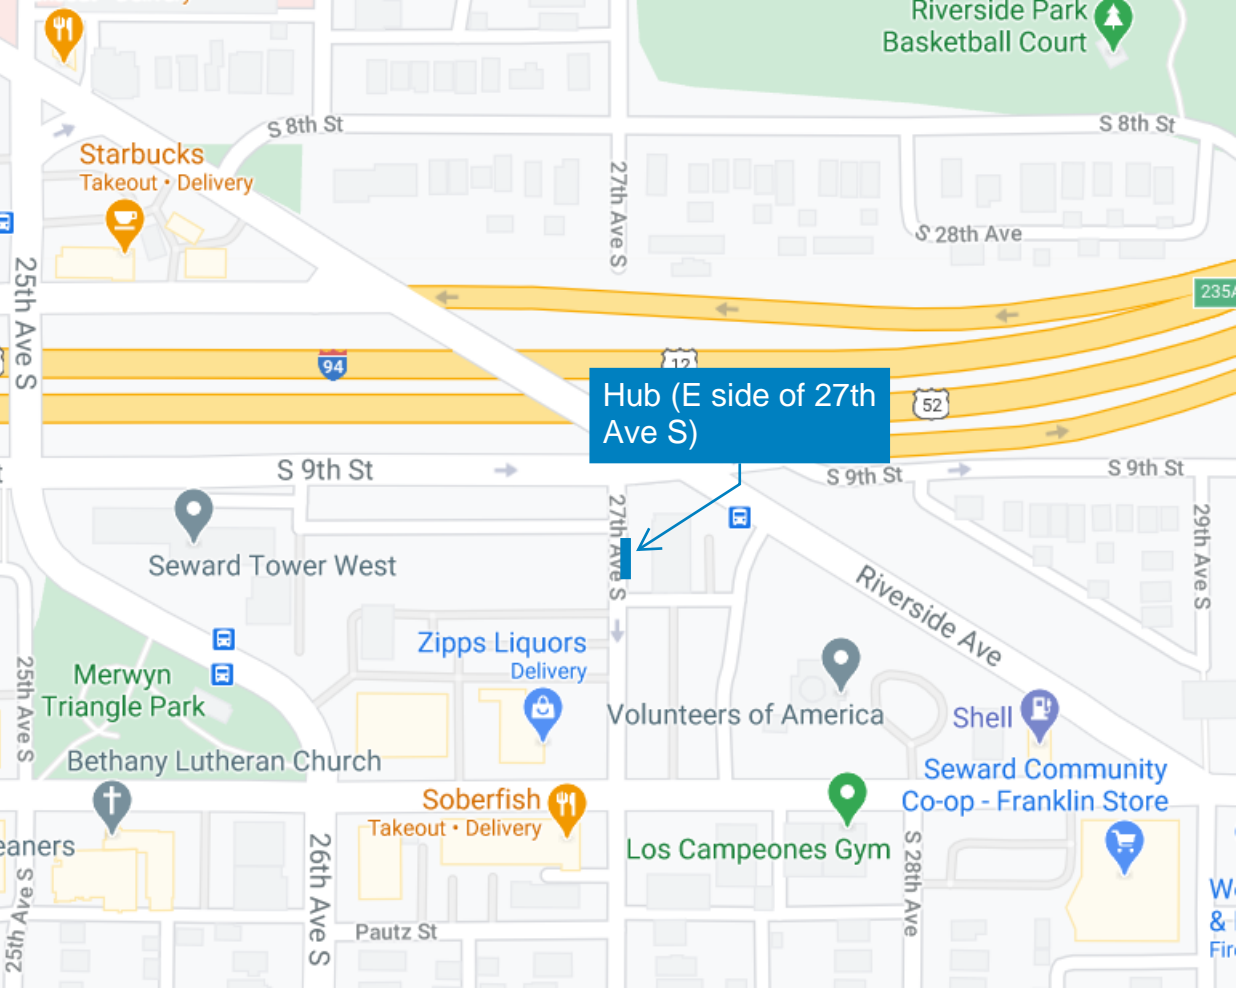 Riverside Park
Basketball Court
S 8th St
S 8th St
Starbucks
Takeout • Delivery
27th Ave S
S 28th Ave
25th Ave S
235A
94
12
52
Hub (E side of 27th
Ave S)
S 9th St
S 9th St
S 9th St
27th Ave S
29th Ave S
Seward Tower West
Riverside Ave
Zipps Liquors
Delivery
Merwyn
Triangle Park
25th Ave S
Volunteers of America
Shell
Bethany Lutheran Church
Seward Community
Co-op - Franklin Store
Soberfish
Takeout • Delivery
eaners
Los Campeones Gym
26th Ave S
S 28th Ave
25th Ave S
Pautz St
We
& 
Fir